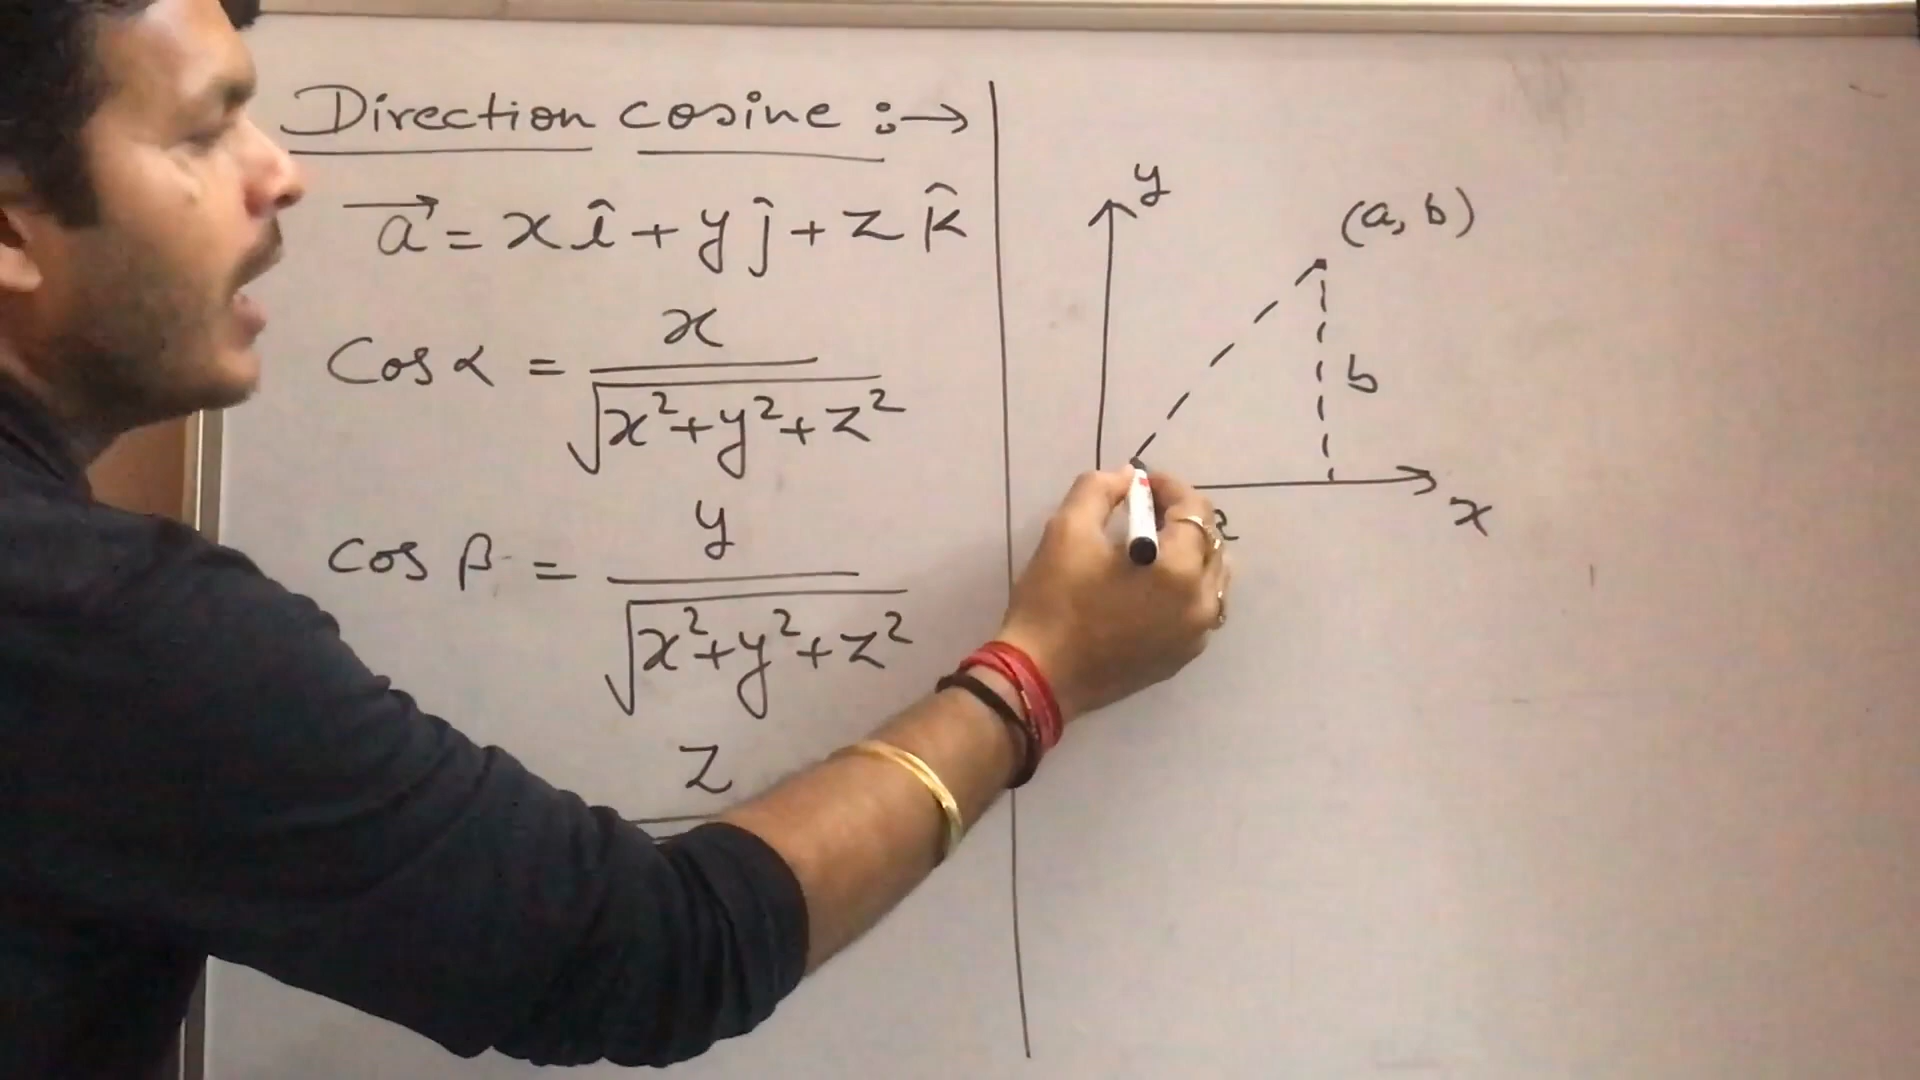 Direction cosine :→
a⃗ = x î + y ĵ + z k̂
Cos α = x / √x²+y²+z²
Cos β = y / √x²+y²+z²
z
y
(a, b)
b
x